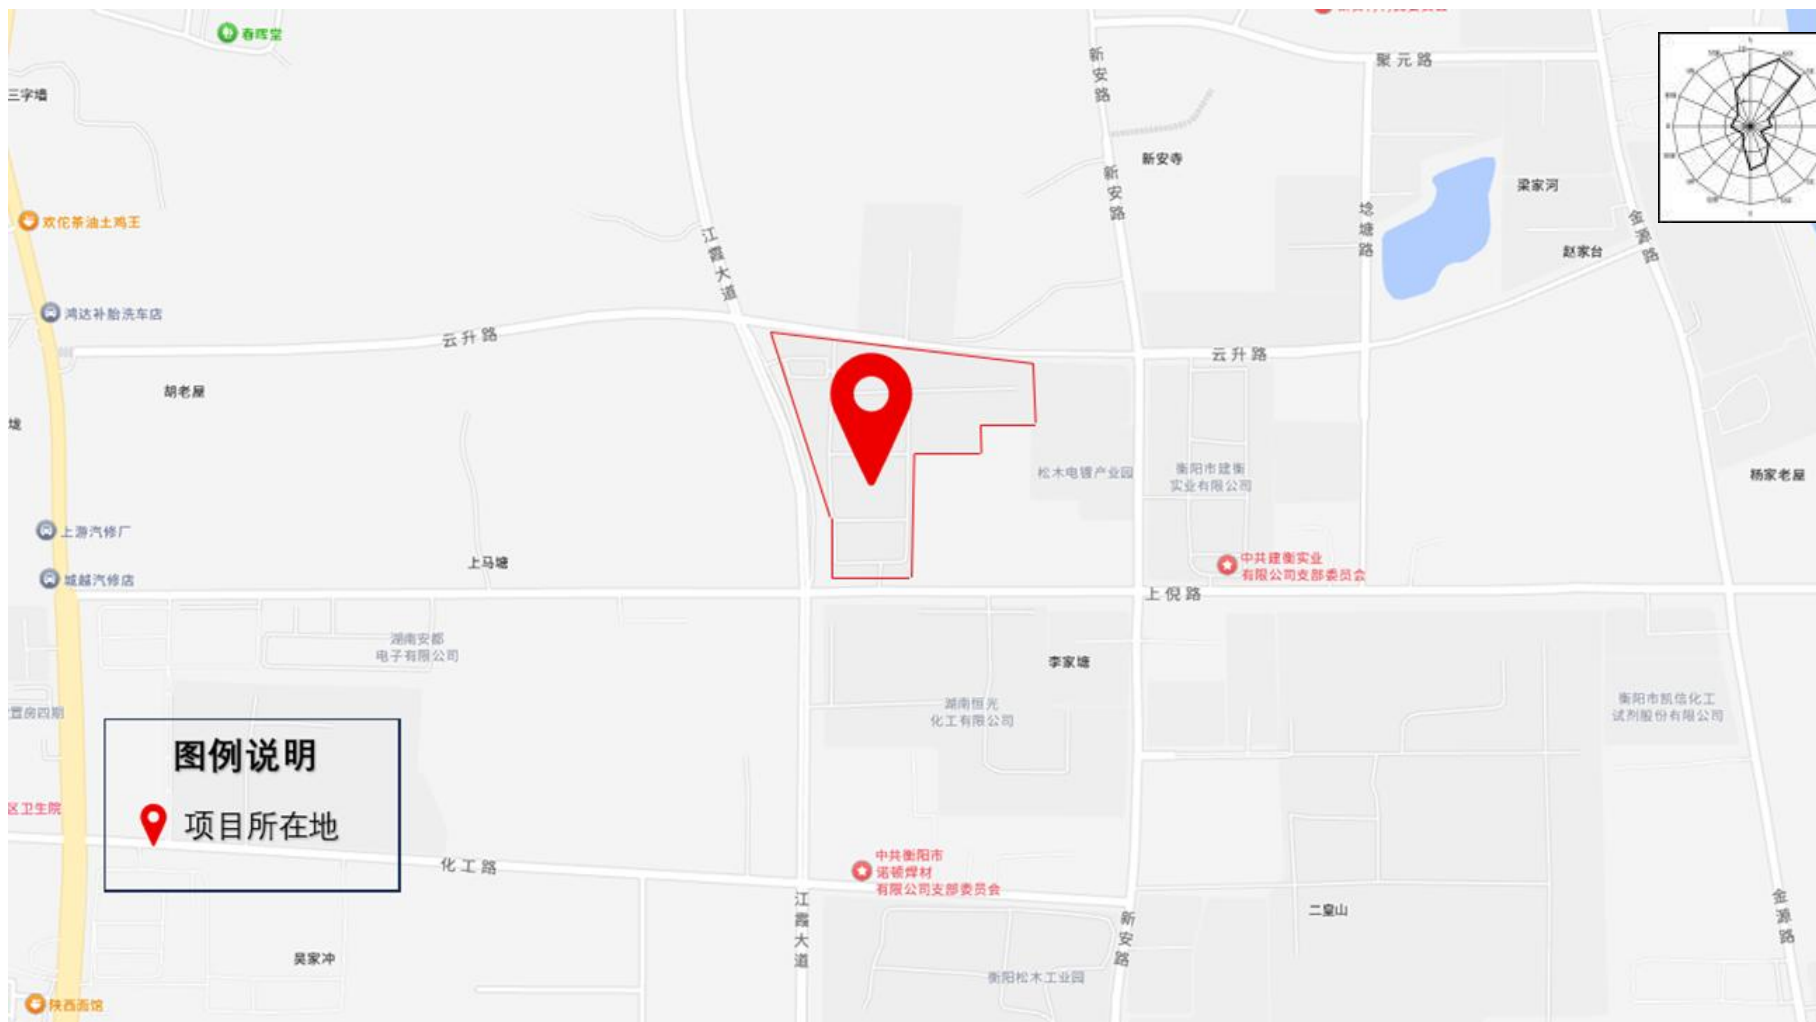 春晖堂
三字墙
新安路
聚元路
新安寺
新安路
梁家河
埝塘路
金源路
赵家台
欢佗茶油土鸡王
江霞大道
鸿达补胎洗车店
云升路
云升路
胡老屋
垅
松木电镀产业园
衡阳市建衡
实业有限公司
杨家老屋
上游汽修厂
上马塘
中共建衡实业
有限公司支部委员会
城越汽修店
上倪路
湖南安都
电子有限公司
李家塘
湖南恒光
化工有限公司
衡阳市凯信化工
试剂股份有限公司
置房四期
图例说明
项目所在地
区卫生院
化工路
中共衡阳市
诺顿焊材
有限公司支部委员会
江霞大道
新安路
二皇山
金源路
吴家冲
衡阳松木工业园
陕西面馆